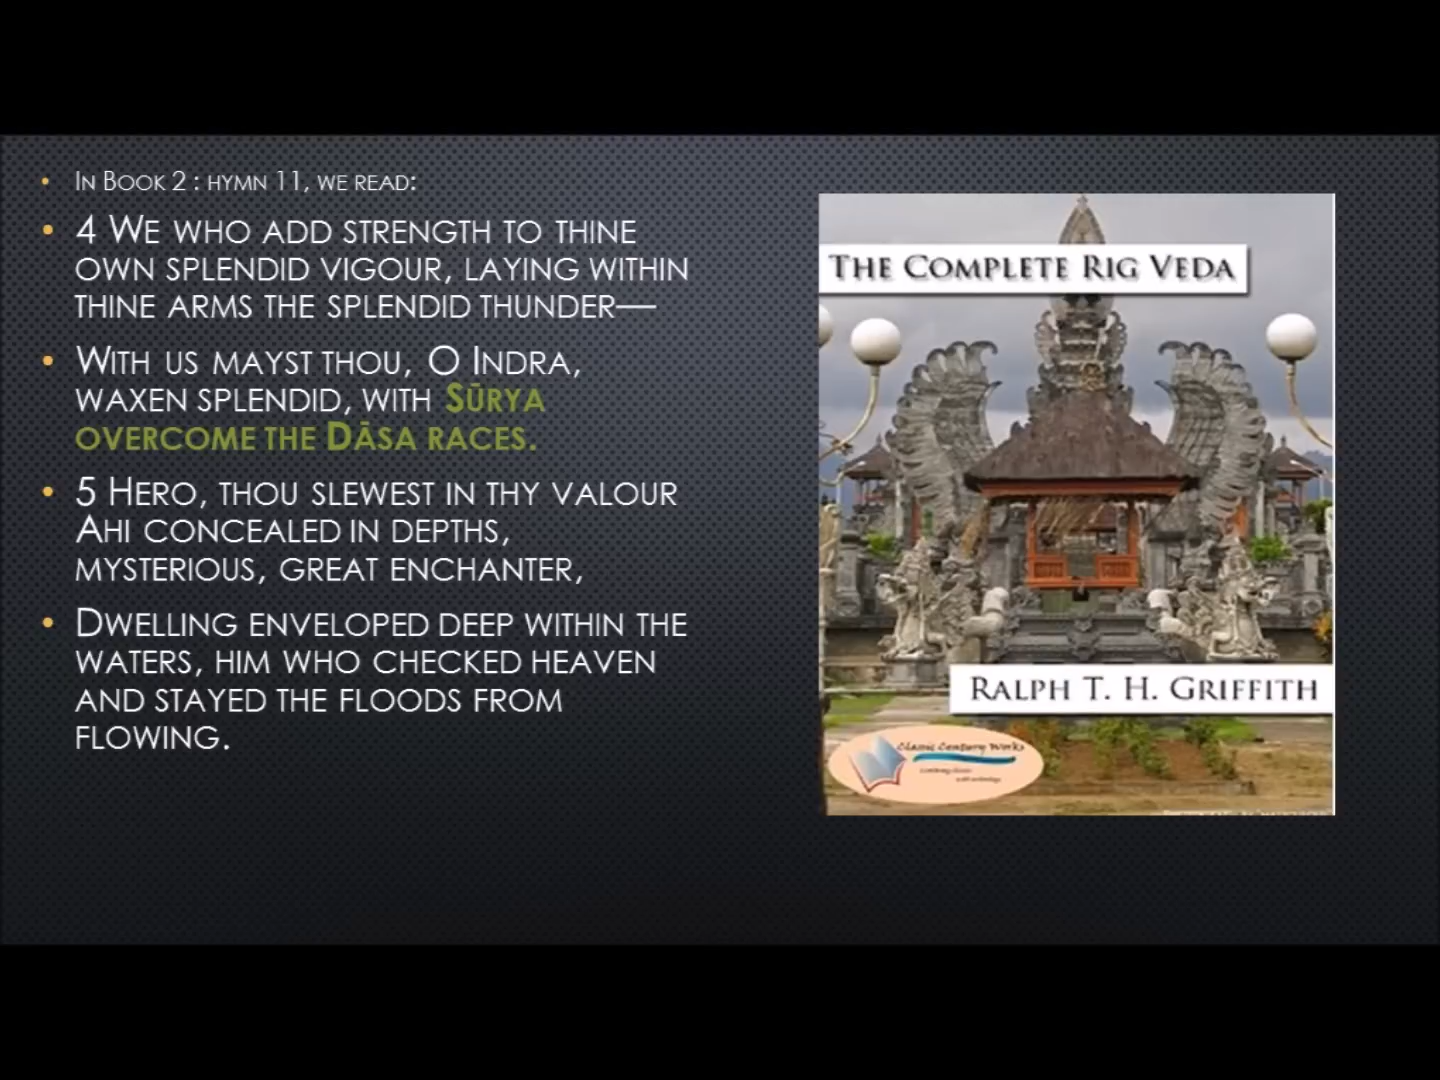 In Book 2 : hymn 11, we read:
4 We who add strength to thine
own splendid vigour, laying within
thine arms the splendid thunder—
With us mayst thou, O Indra,
waxen splendid, with Sūrya
overcome the Dāsa races.
5 Hero, thou slewest in thy valour
Ahi concealed in depths,
mysterious, great enchanter,
Dwelling enveloped deep within the
waters, him who checked heaven
and stayed the floods from
flowing.
The Complete Rig Veda
Ralph T. H. Griffith
Classic Century Works